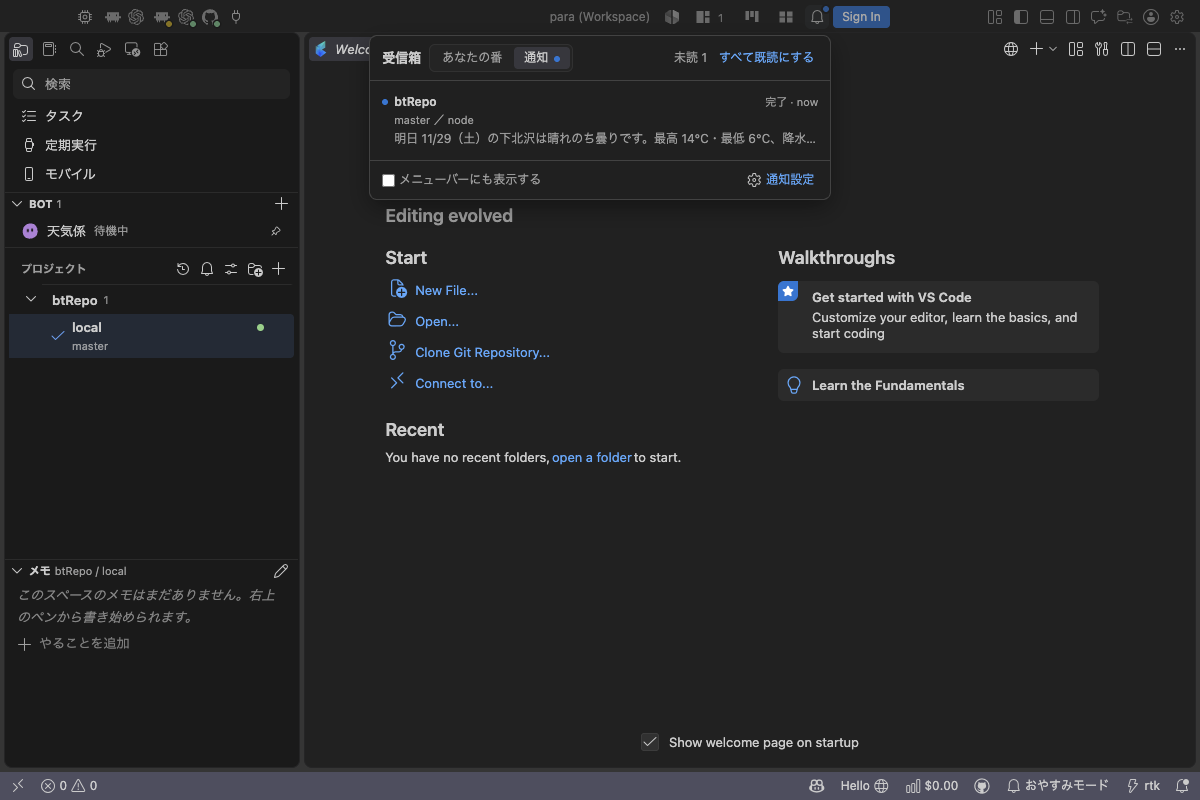 para (Workspace)
1
Sign In
検索
タスク
定期実行
モバイル
BOT 1
天気係 待機中
プロジェクト
btRepo 1
local
master
メモ btRepo / local
このスペースのメモはまだありません。右上
のペンから書き始められます。
やることを追加
受信箱 あなたの番 通知 未読 1 すべて既読にする
btRepo 完了 · now
master ／ node
明日 11/29（土）の下北沢は晴れのち曇りです。最高 14°C・最低 6°C、降水…
メニューバーにも表示する 通知設定
Editing evolved
Start
New File...
Open...
Clone Git Repository...
Connect to...
Recent
You have no recent folders, open a folder to start.
Walkthroughs
Get started with VS Code
Customize your editor, learn the basics, and
start coding
Learn the Fundamentals
Show welcome page on startup
0 0
Hello $0.00 おやすみモード rtk